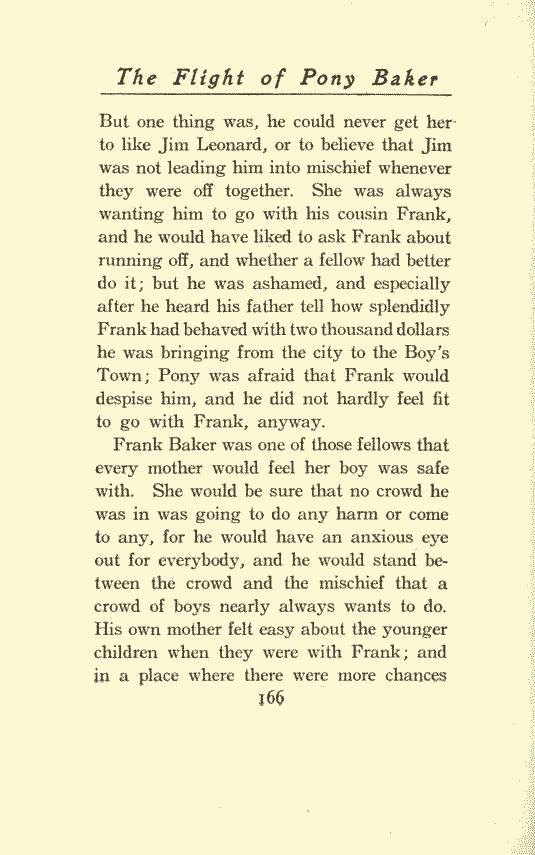 The Flight of Pony Baker
But one thing was, he could never get her
to like Jim Leonard, or to believe that Jim
was not leading him into mischief whenever
they were off together. She was always
wanting him to go with his cousin Frank,
and he would have liked to ask Frank about
running off, and whether a fellow had better
do it; but he was ashamed, and especially
after he heard his father tell how splendidly
Frank had behaved with two thousand dollars
he was bringing from the city to the Boy's
Town; Pony was afraid that Frank would
despise him, and he did not hardly feel fit
to go with Frank, anyway.
Frank Baker was one of those fellows that
every mother would feel her boy was safe
with. She would be sure that no crowd he
was in was going to do any harm or come
to any, for he would have an anxious eye
out for everybody, and he would stand be-
tween the crowd and the mischief that a
crowd of boys nearly always wants to do.
His own mother felt easy about the younger
children when they were with Frank; and
in a place where there were more chances
166